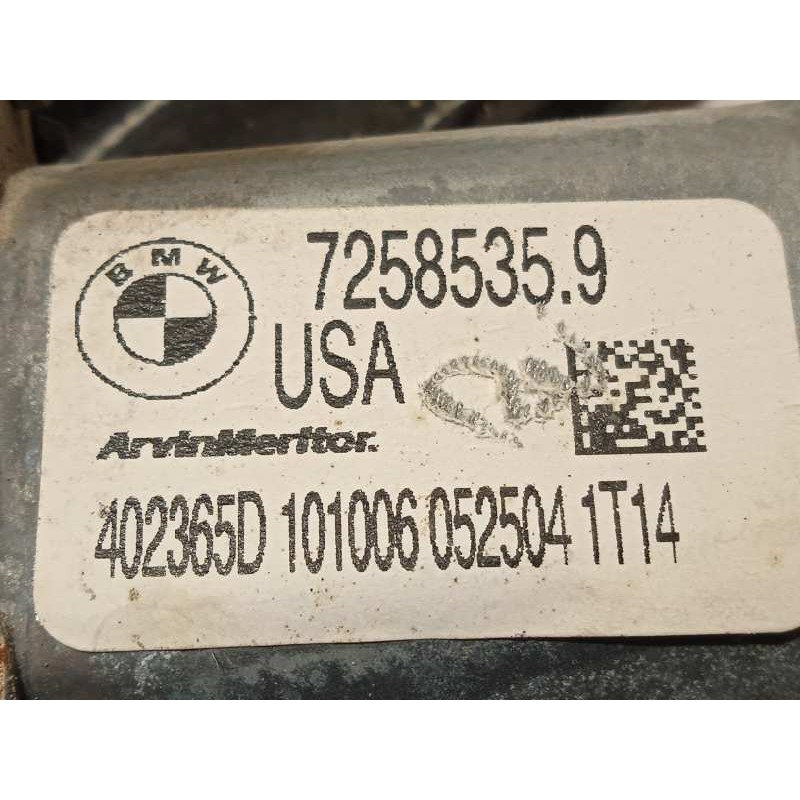 BMW
7258535.9
USA
ArvinMeritor.
402365D 101006 052504 1T14